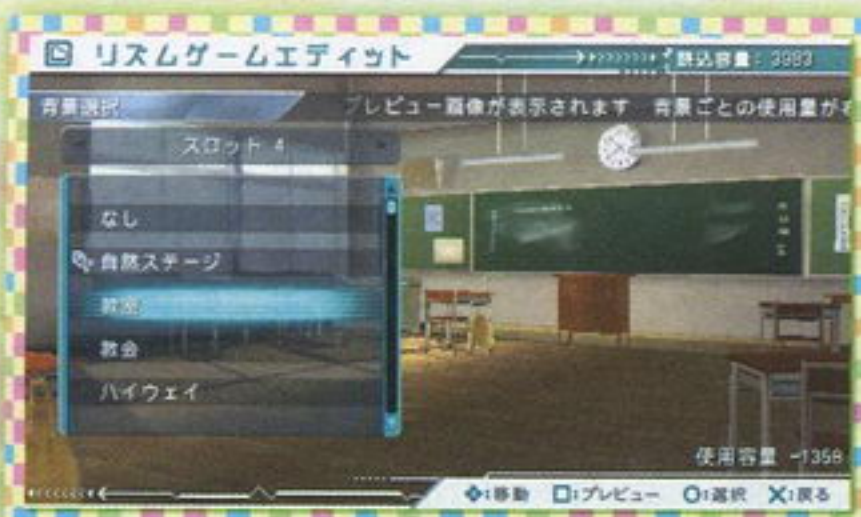 リズムゲームエディット
読込容量: 3983
背景選択
プレビュー画像が表示されます 背景ごとの使用量が
スロット 4
なし
自然ステージ
教室
教会
ハイウェイ
使用容量 -1358
✥:移動 □:プレビュー ○:選択 ✕:戻る